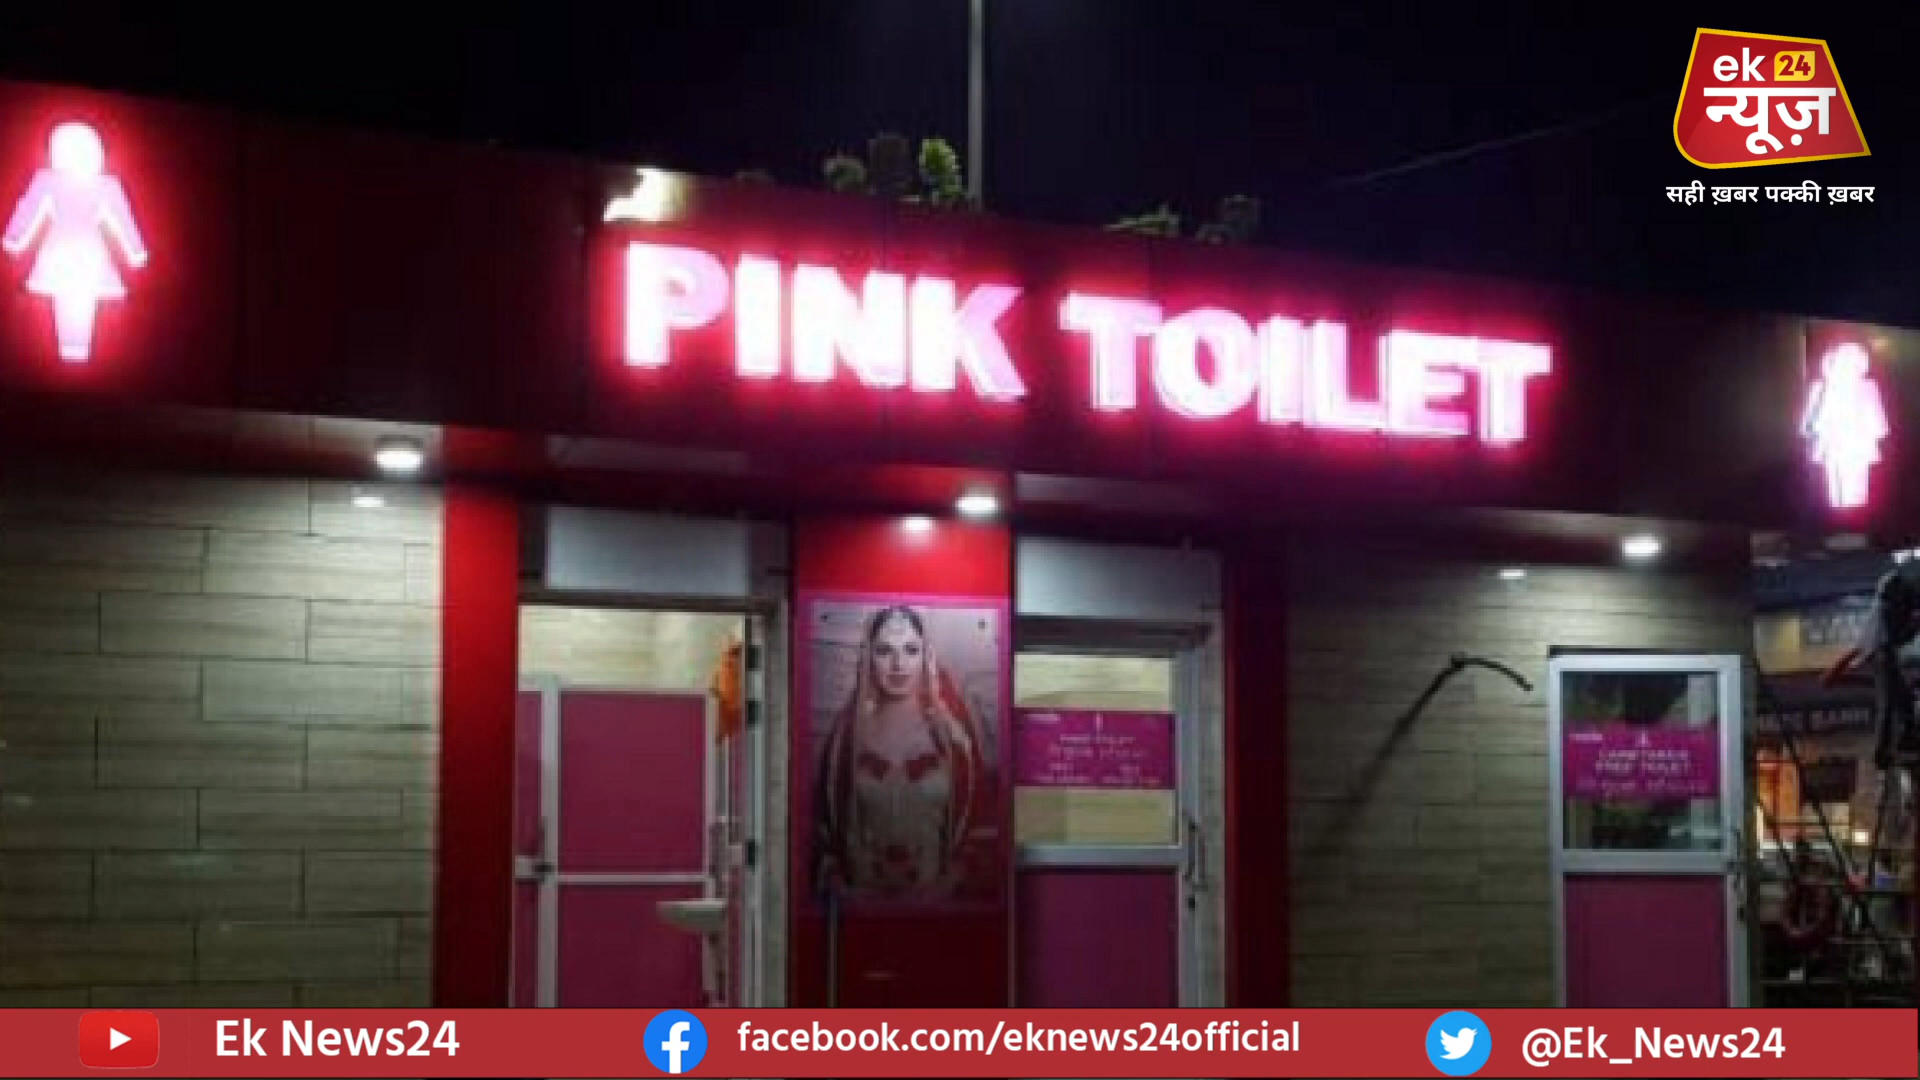 ek 24
न्यूज़
सही ख़बर पक्की ख़बर
PINK TOILET
Ek News24
facebook.com/eknews24official
@Ek_News24